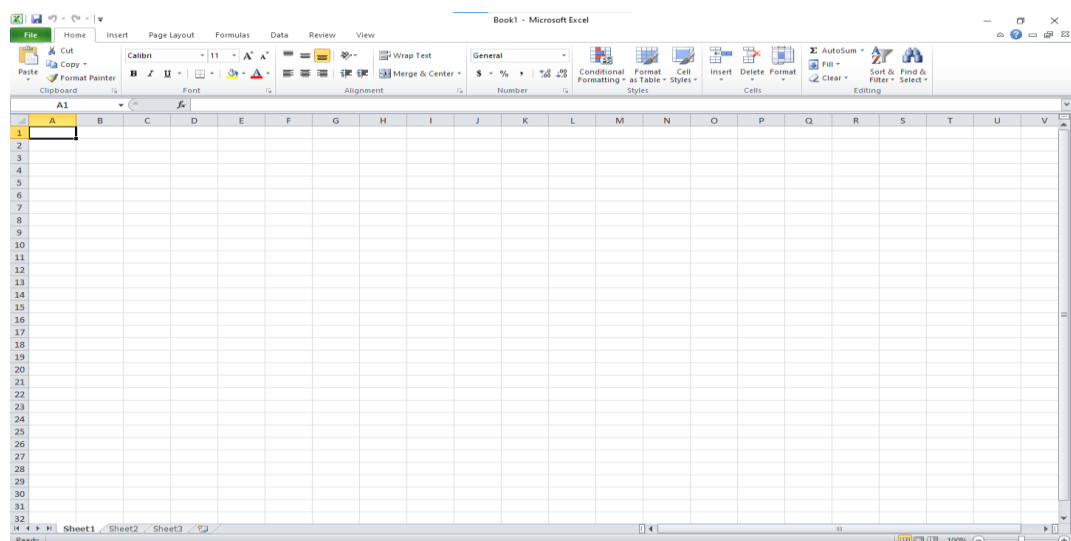 Book1 - Microsoft Excel
File Home Insert Page Layout Formulas Data Review View
Paste
Cut
Copy
Format Painter
Clipboard
Calibri 11
B I U
Font
Wrap Text
Merge & Center
Alignment
General
$ % ,
Number
Conditional Formatting
Format as Table
Cell Styles
Styles
Insert Delete Format
Cells
Σ AutoSum
Fill
Clear
Sort & Filter
Find & Select
Editing
A1 fx
A B C D E F G H I J K L M N O P Q R S T U V
1
2
3
4
5
6
7
8
9
10
11
12
13
14
15
16
17
18
19
20
21
22
23
24
25
26
27
28
29
30
31
32
Sheet1 Sheet2 Sheet3
Ready 100%